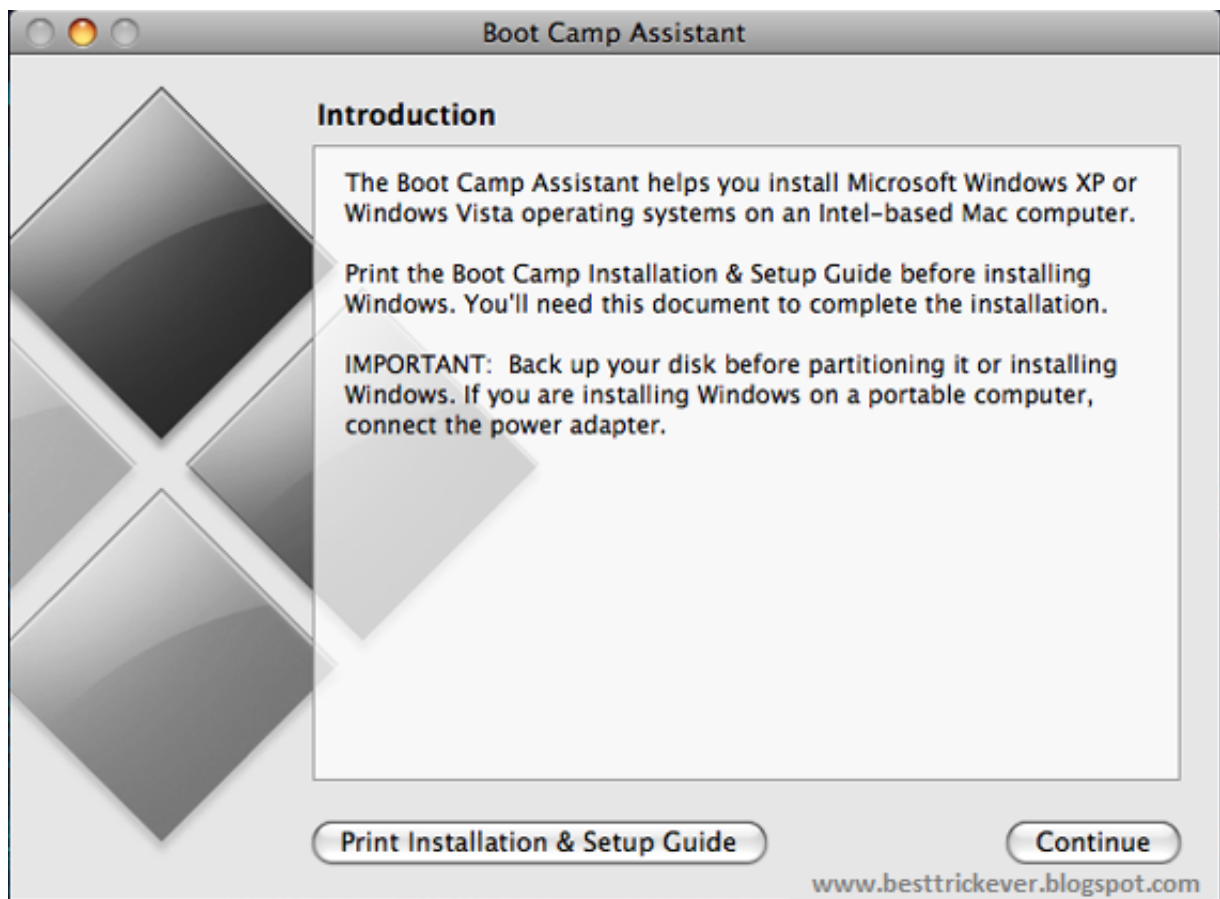 Boot Camp Assistant
Introduction
The Boot Camp Assistant helps you install Microsoft Windows XP or
Windows Vista operating systems on an Intel-based Mac computer.
Print the Boot Camp Installation & Setup Guide before installing
Windows. You'll need this document to complete the installation.
IMPORTANT:  Back up your disk before partitioning it or installing
Windows. If you are installing Windows on a portable computer,
connect the power adapter.
Print Installation & Setup Guide
Continue
www.besttrickever.blogspot.com